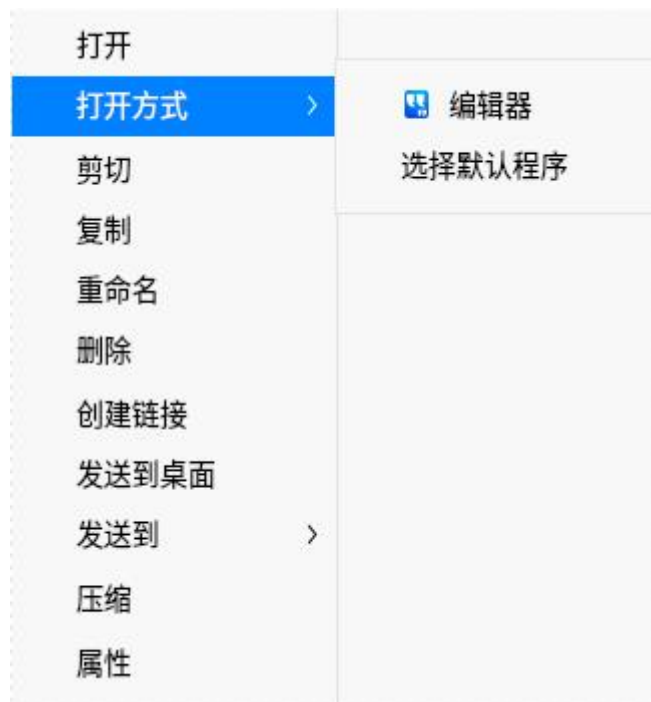 打开
打开方式
编辑器
选择默认程序
剪切
复制
重命名
删除
创建链接
发送到桌面
发送到
压缩
属性